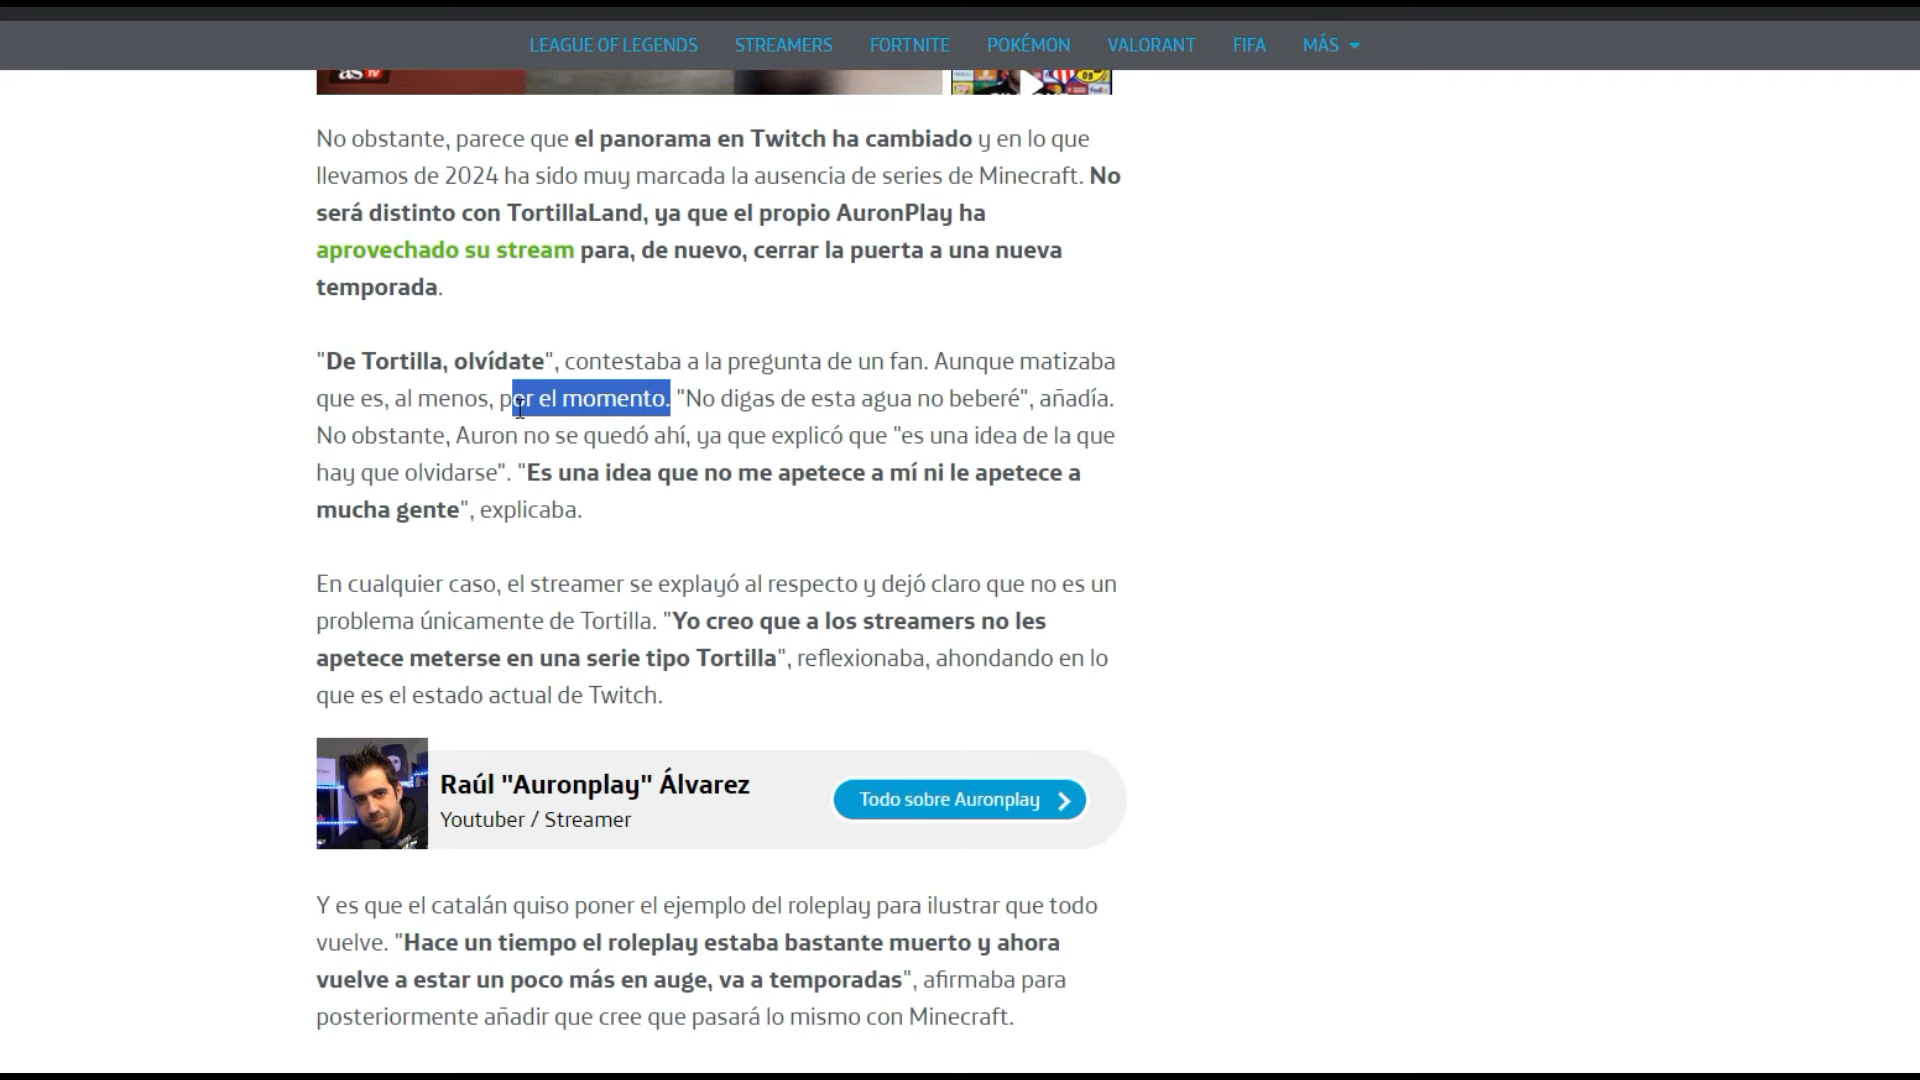 LEAGUE OF LEGENDS STREAMERS FORTNITE POKÉMON VALORANT FIFA MÁS
as TV
No obstante, parece que el panorama en Twitch ha cambiado y en lo que
llevamos de 2024 ha sido muy marcada la ausencia de series de Minecraft. No
será distinto con TortillaLand, ya que el propio AuronPlay ha
aprovechado su stream para, de nuevo, cerrar la puerta a una nueva
temporada.
"De Tortilla, olvídate", contestaba a la pregunta de un fan. Aunque matizaba
que es, al menos, por el momento. "No digas de esta agua no beberé", añadía.
No obstante, Auron no se quedó ahí, ya que explicó que "es una idea de la que
hay que olvidarse". "Es una idea que no me apetece a mí ni le apetece a
mucha gente", explicaba.
En cualquier caso, el streamer se explayó al respecto y dejó claro que no es un
problema únicamente de Tortilla. "Yo creo que a los streamers no les
apetece meterse en una serie tipo Tortilla", reflexionaba, ahondando en lo
que es el estado actual de Twitch.
Raúl "Auronplay" Álvarez
Youtuber / Streamer
Todo sobre Auronplay
Y es que el catalán quiso poner el ejemplo del roleplay para ilustrar que todo
vuelve. "Hace un tiempo el roleplay estaba bastante muerto y ahora
vuelve a estar un poco más en auge, va a temporadas", afirmaba para
posteriormente añadir que cree que pasará lo mismo con Minecraft.